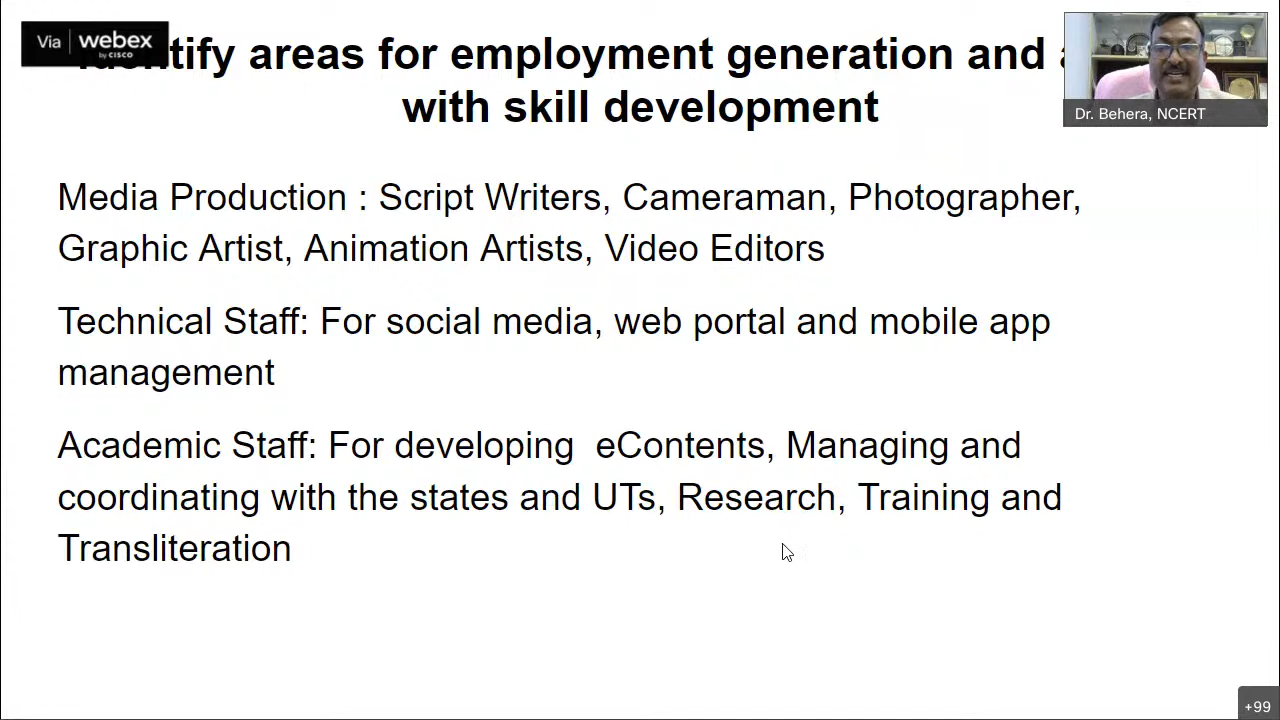 Via webex
by CISCO
tify areas for employment generation and
with skill development
Dr. Behera, NCERT
Media Production : Script Writers, Cameraman, Photographer,
Graphic Artist, Animation Artists, Video Editors
Technical Staff: For social media, web portal and mobile app
management
Academic Staff: For developing  eContents, Managing and
coordinating with the states and UTs, Research, Training and
Transliteration
+99